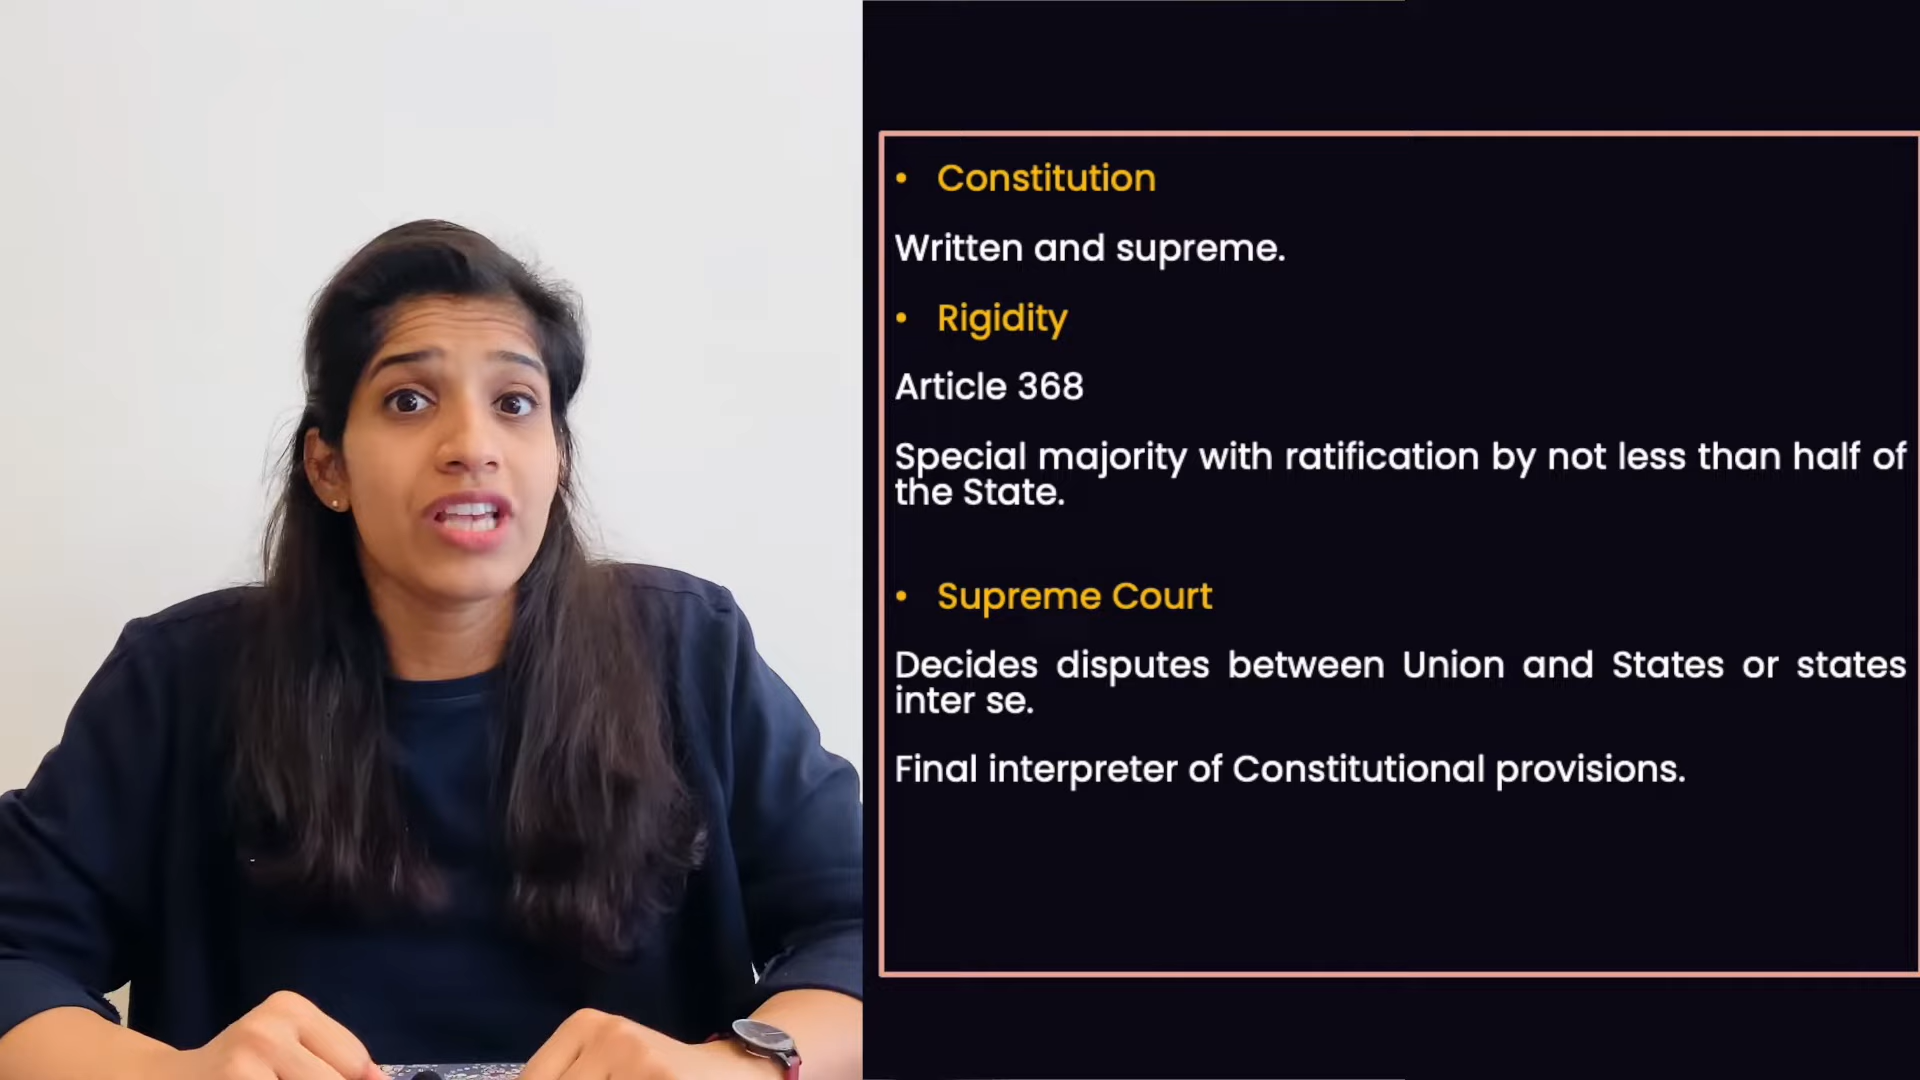 • Constitution
Written and supreme.
• Rigidity
Article 368
Special majority with ratification by not less than half of
the State.
• Supreme Court
Decides disputes between Union and States or states
inter se.
Final interpreter of Constitutional provisions.